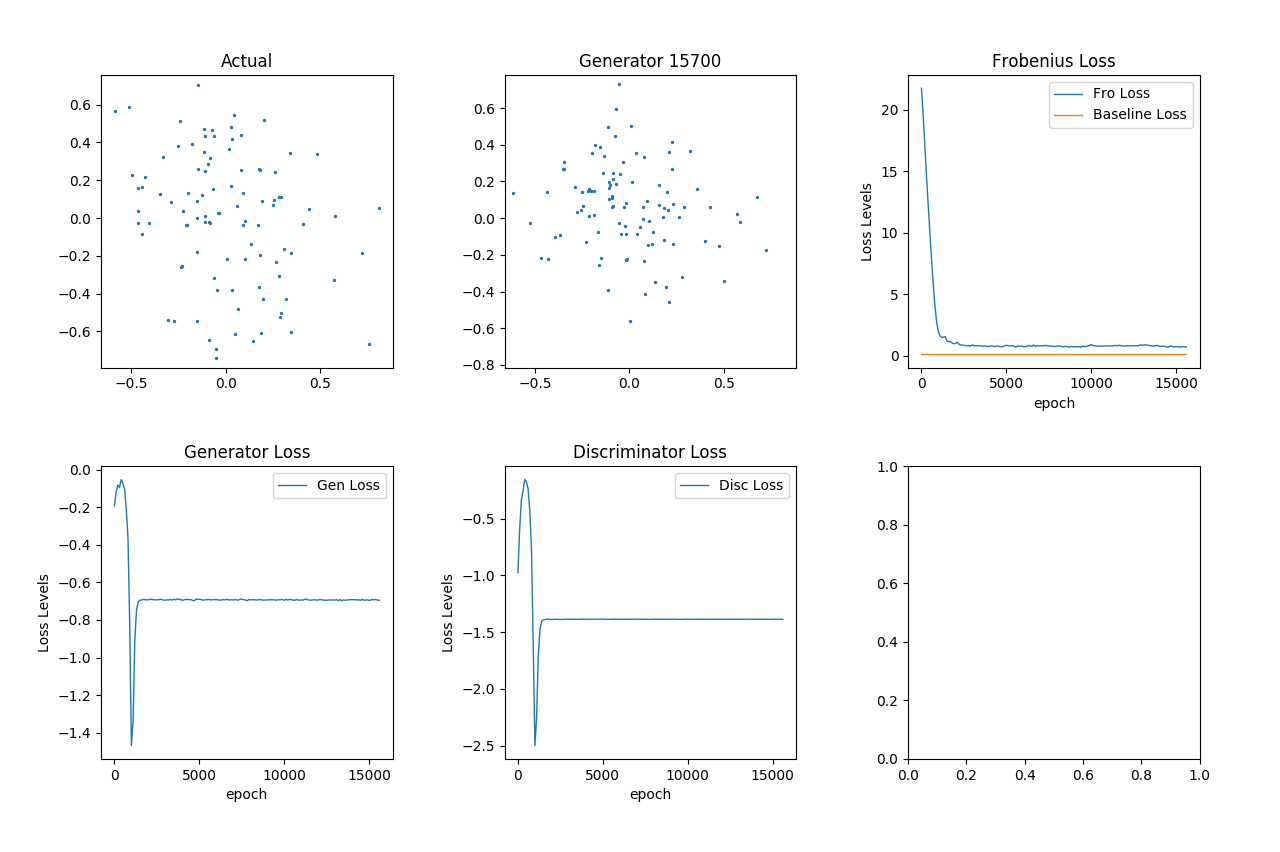 Actual
0.6
0.4
0.2
0.0
−0.2
−0.4
−0.6
−0.5 0.0 0.5
Generator 15700
0.6
0.4
0.2
0.0
−0.2
−0.4
−0.6
−0.8
−0.5 0.0 0.5
Frobenius Loss
Fro Loss
Baseline Loss
Loss Levels
20
15
10
5
0
0 5000 10000 15000
epoch
Generator Loss
Gen Loss
Loss Levels
0.0
−0.2
−0.4
−0.6
−0.8
−1.0
−1.2
−1.4
0 5000 10000 15000
epoch
Discriminator Loss
Disc Loss
Loss Levels
−0.5
−1.0
−1.5
−2.0
−2.5
0 5000 10000 15000
epoch
1.0
0.8
0.6
0.4
0.2
0.0
0.0 0.2 0.4 0.6 0.8 1.0